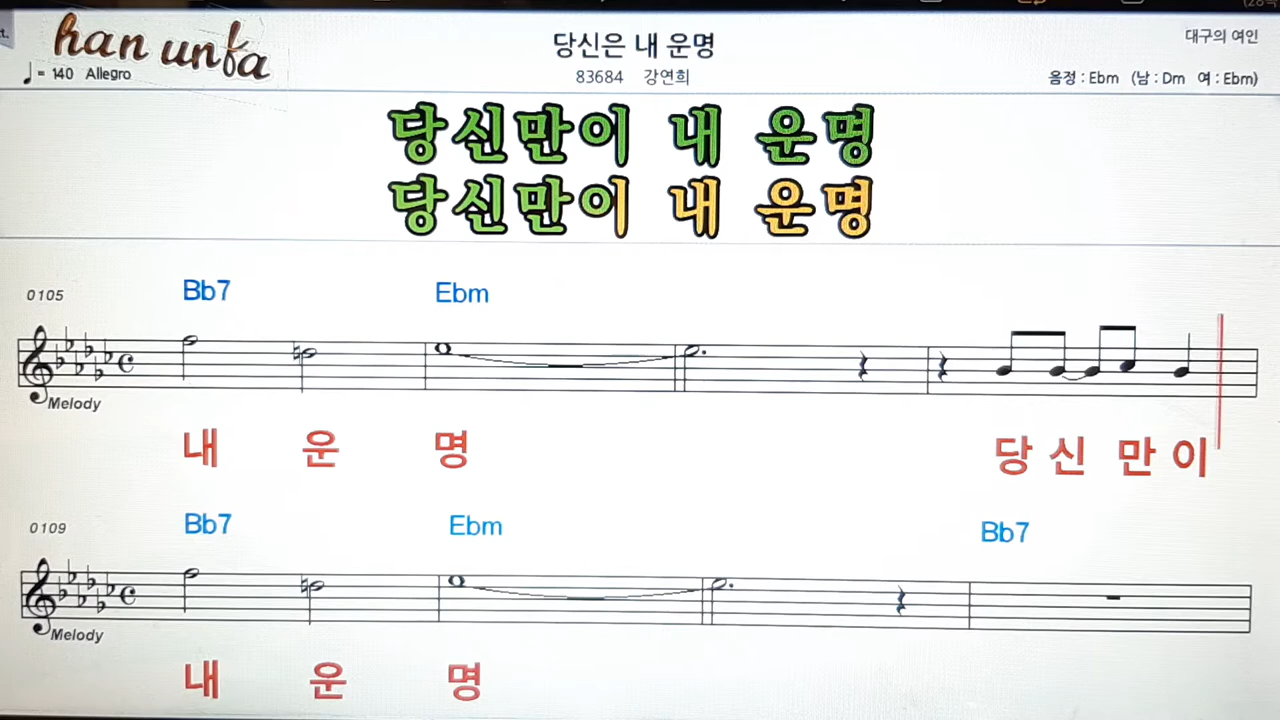 han unfa
당신은 내 운명
대구의 여인
♩= 140 Allegro
83684 강연희
음정 : Ebm (남 : Dm 여 : Ebm)
당신만이 내 운명
당신만이 내 운명
0105 Bb7 Ebm
Melody
내 운 명 당 신 만 이
0109 Bb7 Ebm Bb7
Melody
내 운 명